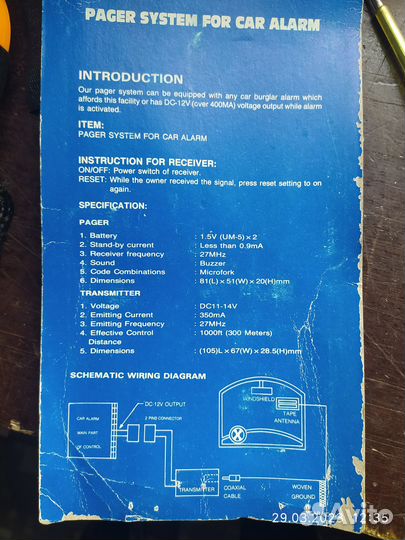 PAGER SYSTEM FOR CAR ALARM
INTRODUCTION
Our pager system can be equipped with any car burglar alarm which
affords this facility or has DC-12V (over 400MA) voltage output while alarm
is activated.
ITEM:
PAGER SYSTEM FOR CAR ALARM
INSTRUCTION FOR RECEIVER:
ON/OFF: Power switch of receiver.
RESET: While the owner received the signal, press reset setting to on
again.
SPECIFICATION:
PAGER
1. Battery : 1.5V (UM-5) x 2
2. Stand-by current : Less than 0.9mA
3. Receiver frequency : 27MHz
4. Sound : Buzzer
5. Code Combinations : Microfork
6. Dimensions : 81(L) x 51(W) x 20(H)mm
TRANSMITTER
1. Voltage : DC11-14V
2. Emitting Current : 350mA
3. Emitting Frequency : 27MHz
4. Effective Control : 1000ft (300 Meters)
Distance
5. Dimensions : (105)L x 67(W) x 28.5(H)mm
SCHEMATIC WIRING DIAGRAM
DC-12V OUTPUT
2 PINS CONNECTOR
CAR ALARM
MAIN PART
OF CONTROL
WINDSHIELD
TAPE
ANTENNA
TRANSMITTER
COAXIAL
CABLE
WOVEN
GROUND
Avito